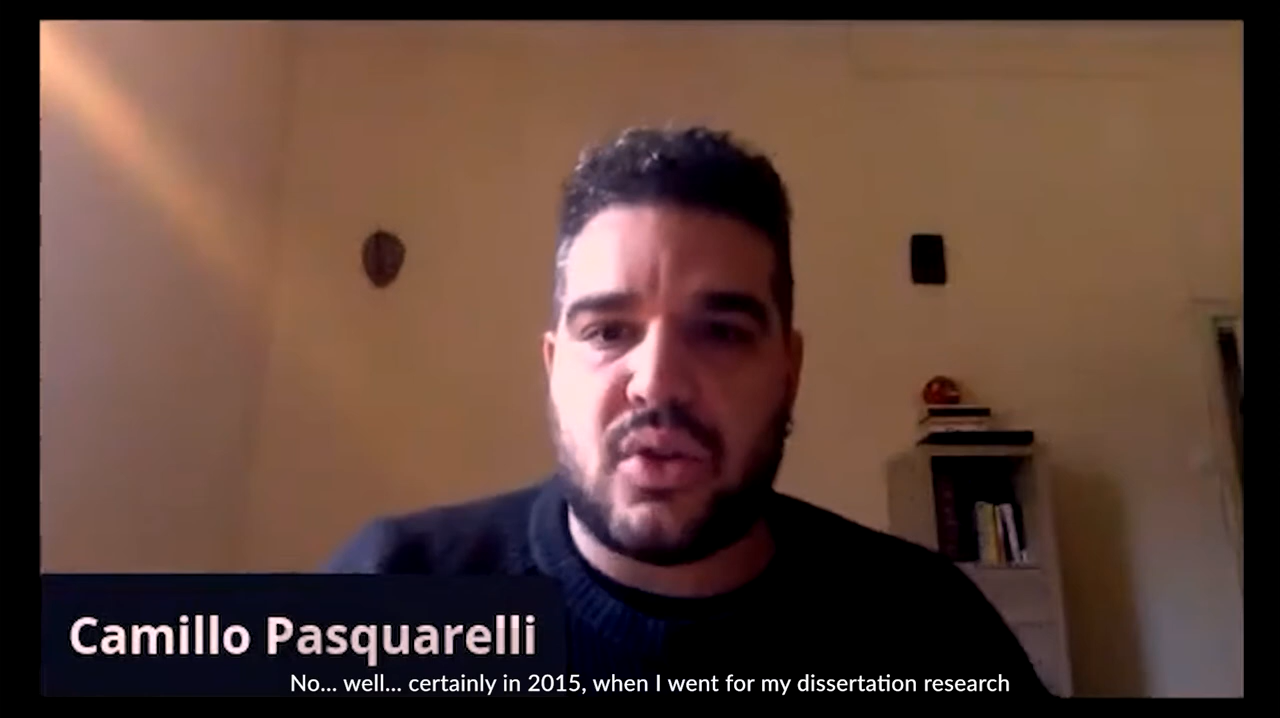 Camillo Pasquarelli
No... well... certainly in 2015, when I went for my dissertation research